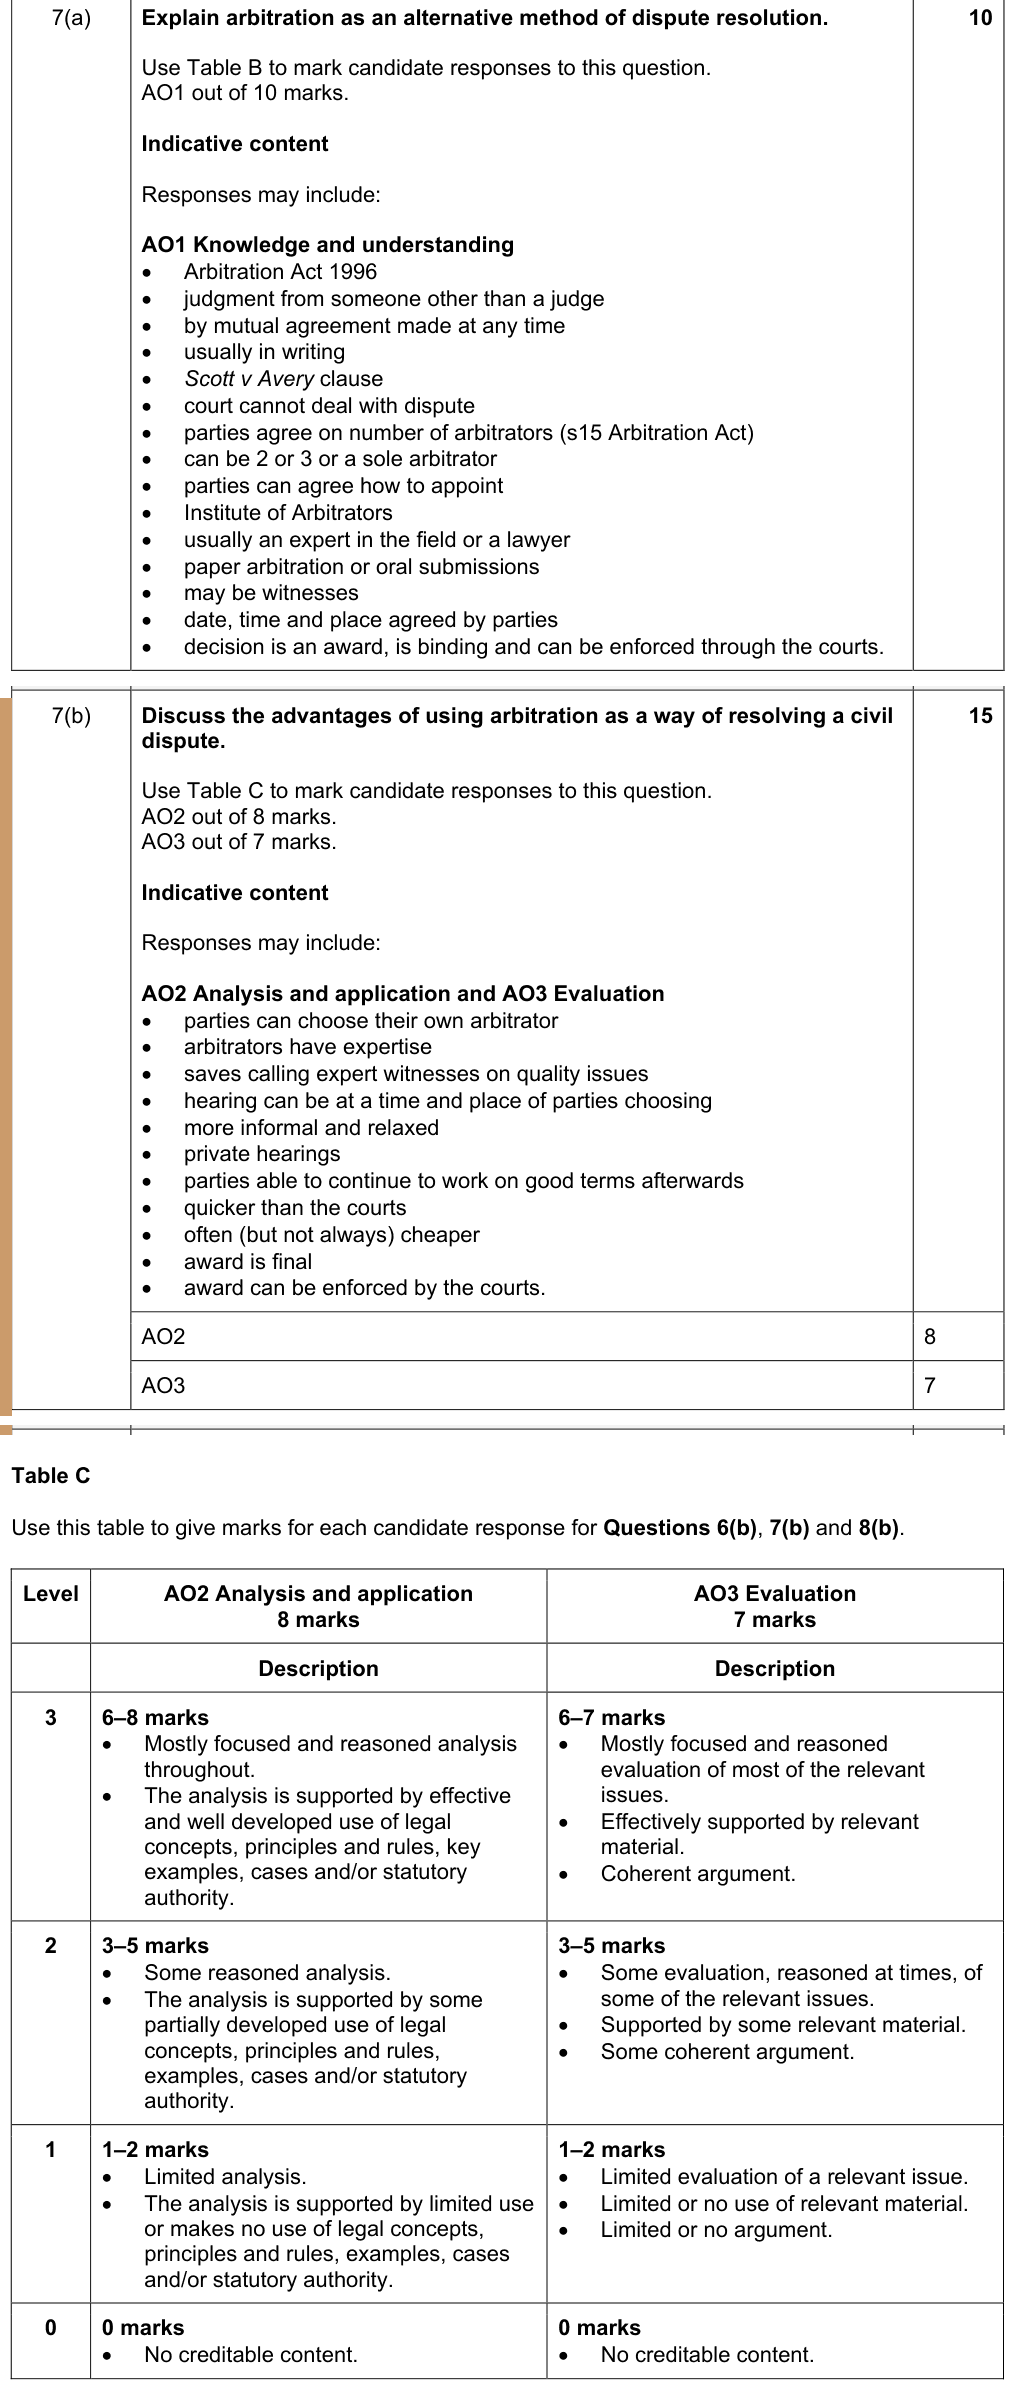 7(a) Explain arbitration as an alternative method of dispute resolution. 10
Use Table B to mark candidate responses to this question.
AO1 out of 10 marks.
Indicative content
Responses may include:
AO1 Knowledge and understanding
• Arbitration Act 1996
• judgment from someone other than a judge
• by mutual agreement made at any time
• usually in writing
• Scott v Avery clause
• court cannot deal with dispute
• parties agree on number of arbitrators (s15 Arbitration Act)
• can be 2 or 3 or a sole arbitrator
• parties can agree how to appoint
• Institute of Arbitrators
• usually an expert in the field or a lawyer
• paper arbitration or oral submissions
• may be witnesses
• date, time and place agreed by parties
• decision is an award, is binding and can be enforced through the courts.
7(b) Discuss the advantages of using arbitration as a way of resolving a civil 15
dispute.
Use Table C to mark candidate responses to this question.
AO2 out of 8 marks.
AO3 out of 7 marks.
Indicative content
Responses may include:
AO2 Analysis and application and AO3 Evaluation
• parties can choose their own arbitrator
• arbitrators have expertise
• saves calling expert witnesses on quality issues
• hearing can be at a time and place of parties choosing
• more informal and relaxed
• private hearings
• parties able to continue to work on good terms afterwards
• quicker than the courts
• often (but not always) cheaper
• award is final
• award can be enforced by the courts.
AO2 8
AO3 7
Table C
Use this table to give marks for each candidate response for Questions 6(b), 7(b) and 8(b).
Level
AO2 Analysis and application
8 marks
AO3 Evaluation
7 marks
Description
Description
3
6–8 marks
• Mostly focused and reasoned analysis
throughout.
• The analysis is supported by effective
and well developed use of legal
concepts, principles and rules, key
examples, cases and/or statutory
authority.
6–7 marks
• Mostly focused and reasoned
evaluation of most of the relevant
issues.
• Effectively supported by relevant
material.
• Coherent argument.
2
3–5 marks
• Some reasoned analysis.
• The analysis is supported by some
partially developed use of legal
concepts, principles and rules,
examples, cases and/or statutory
authority.
3–5 marks
• Some evaluation, reasoned at times, of
some of the relevant issues.
• Supported by some relevant material.
• Some coherent argument.
1
1–2 marks
• Limited analysis.
• The analysis is supported by limited use
or makes no use of legal concepts,
principles and rules, examples, cases
and/or statutory authority.
1–2 marks
• Limited evaluation of a relevant issue.
• Limited or no use of relevant material.
• Limited or no argument.
0
0 marks
• No creditable content.
0 marks
• No creditable content.